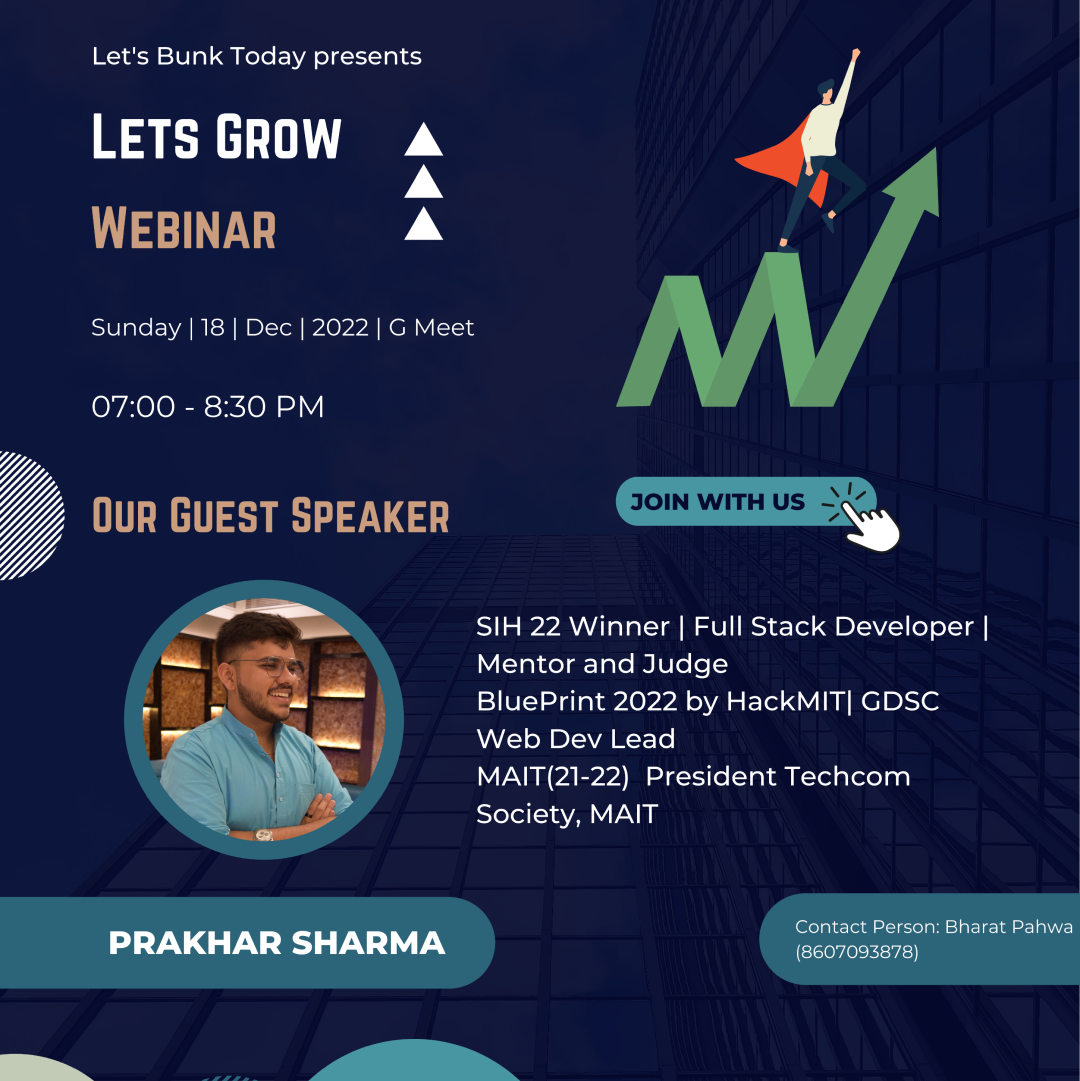 Let's Bunk Today presents
Lets Grow
Webinar
Sunday | 18 | Dec | 2022 | G Meet
07:00 - 8:30 PM
JOIN WITH US
Our Guest Speaker
SIH 22 Winner | Full Stack Developer |
Mentor and Judge
BluePrint 2022 by HackMIT| GDSC
Web Dev Lead
MAIT(21-22)  President Techcom
Society, MAIT
PRAKHAR SHARMA
Contact Person: Bharat Pahwa
(8607093878)